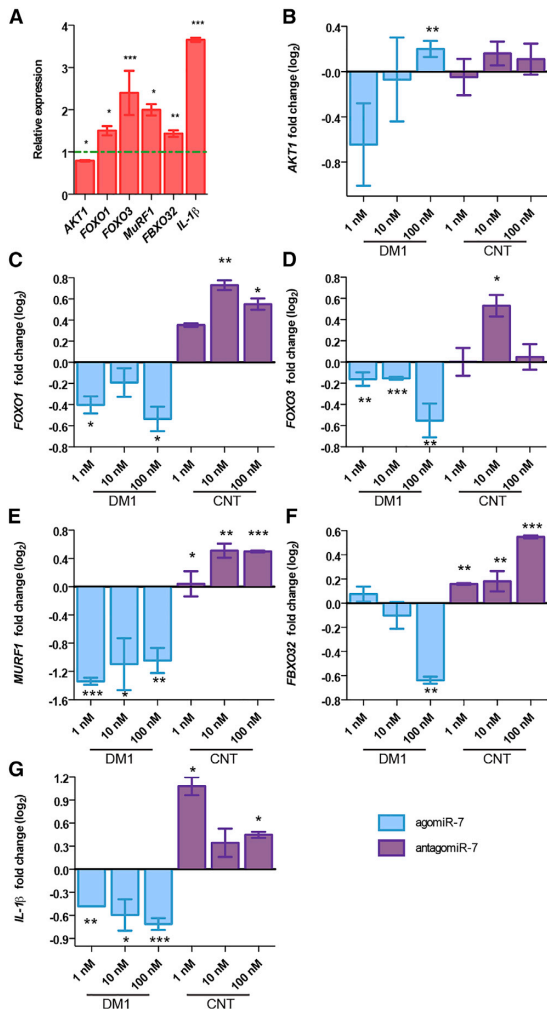 A
Relative expression
4
3
2
1
0
*
*
***
*
**
***
AKT1
FOXO1
FOXO3
MuRF1
FBXO32
IL-1β
B
AKT1 fold change (log2)
0.4
0.0
-0.4
-0.8
-1.2
**
1 nM
10 nM
100 nM
1 nM
10 nM
100 nM
DM1
CNT
C
FOXO1 fold change (log2)
0.8
0.6
0.4
0.2
0.0
-0.2
-0.4
-0.6
-0.8
*
*
**
*
1 nM
10 nM
100 nM
1 nM
10 nM
100 nM
DM1
CNT
D
FOXO3 fold change (log2)
0.8
0.6
0.4
0.2
0.0
-0.2
-0.4
-0.6
-0.8
**
***
**
*
1 nM
10 nM
100 nM
1 nM
10 nM
100 nM
DM1
CNT
E
MURF1 fold change (log2)
0.8
0.4
0.0
-0.4
-0.8
-1.2
-1.6
***
*
**
*
**
***
1 nM
10 nM
100 nM
1 nM
10 nM
100 nM
DM1
CNT
F
FBXO32 fold change (log2)
0.6
0.4
0.2
0.0
-0.2
-0.4
-0.6
-0.8
**
**
**
***
1 nM
10 nM
100 nM
1 nM
10 nM
100 nM
DM1
CNT
G
IL-1β fold change (log2)
1.2
0.9
0.6
0.3
0.0
-0.3
-0.6
-0.9
**
*
***
*
*
1 nM
10 nM
100 nM
1 nM
10 nM
100 nM
DM1
CNT
agomiR-7
antagomiR-7